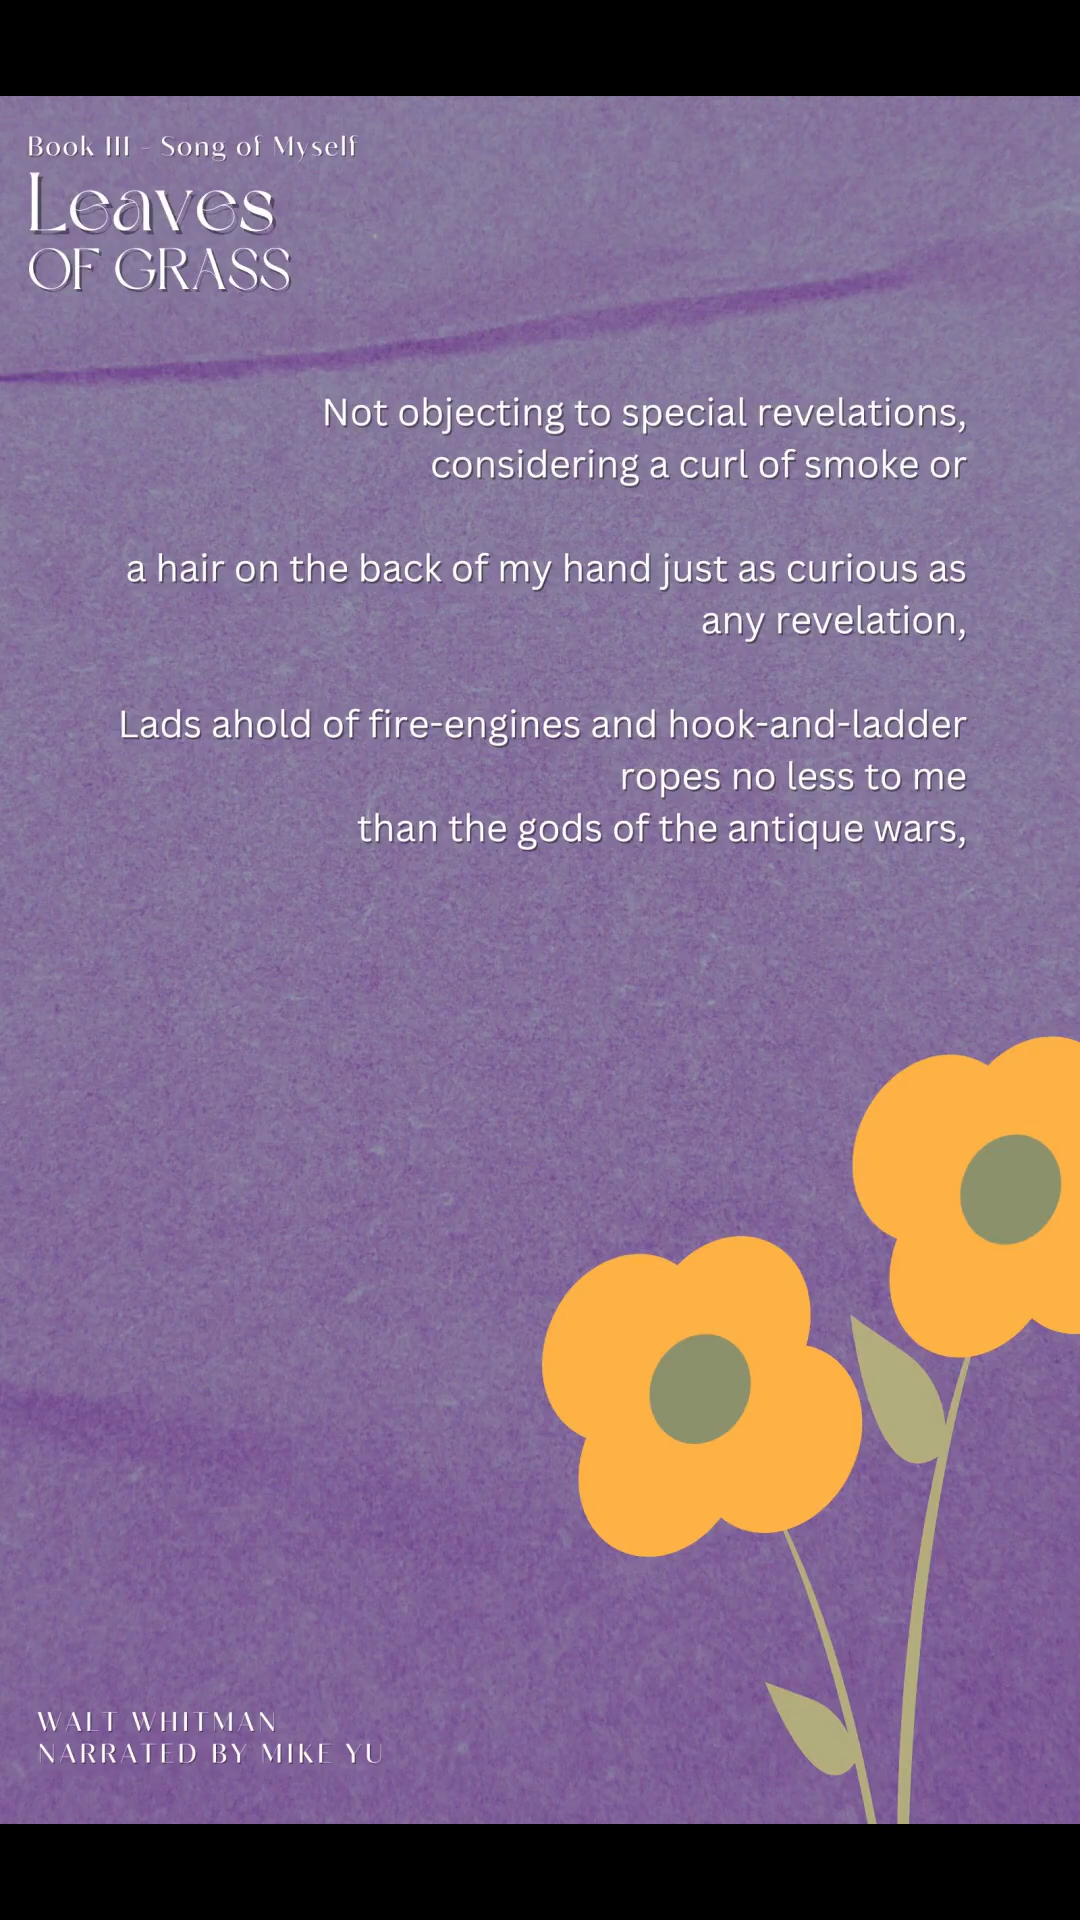 Book III - Song of Myself
Leaves
OF GRASS
Not objecting to special revelations,
considering a curl of smoke or
a hair on the back of my hand just as curious as
any revelation,
Lads ahold of fire-engines and hook-and-ladder
ropes no less to me
than the gods of the antique wars,
WALT WHITMAN
NARRATED BY MIKE YU